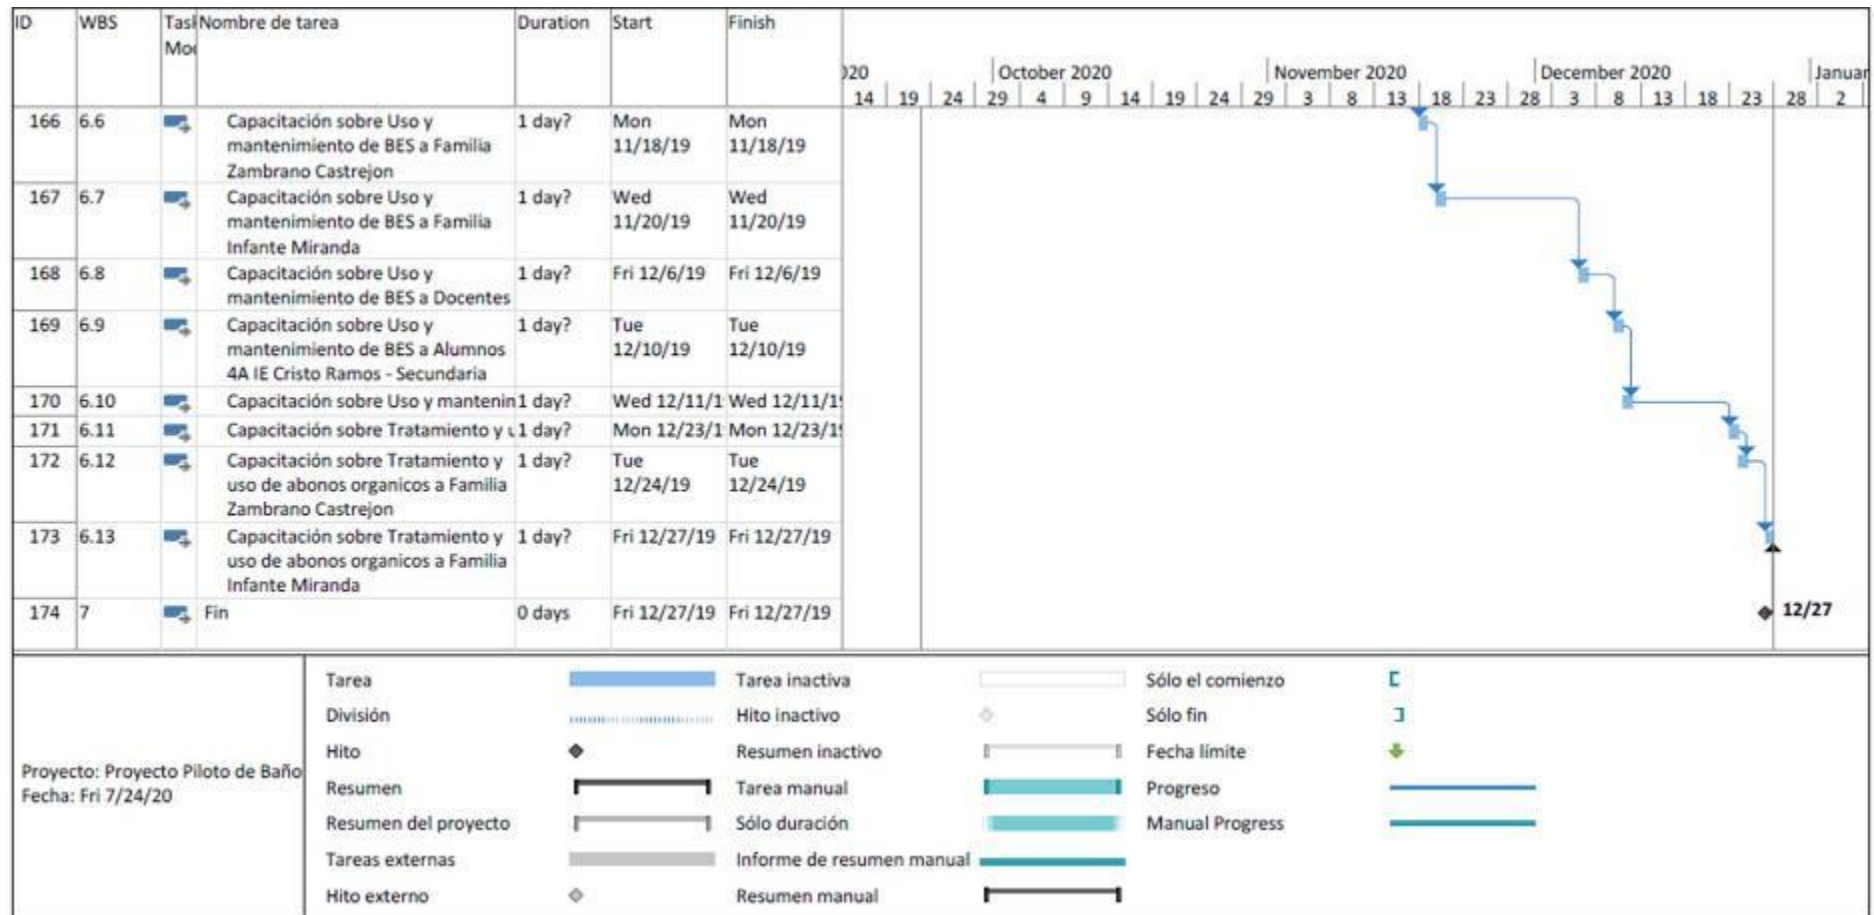 ID WBS Task Nombre de tarea Duration Start Finish
Mod
020 October 2020 November 2020 December 2020 Januar
14 19 24 29 4 9 14 19 24 29 3 8 13 18 23 28 3 8 13 18 23 28 2
166 6.6 Capacitación sobre Uso y 1 day? Mon Mon
mantenimiento de BES a Familia 11/18/19 11/18/19
Zambrano Castrejon
167 6.7 Capacitación sobre Uso y 1 day? Wed Wed
mantenimiento de BES a Familia 11/20/19 11/20/19
Infante Miranda
168 6.8 Capacitación sobre Uso y 1 day? Fri 12/6/19 Fri 12/6/19
mantenimiento de BES a Docentes
169 6.9 Capacitación sobre Uso y 1 day? Tue Tue
mantenimiento de BES a Alumnos 12/10/19 12/10/19
4A IE Cristo Ramos - Secundaria
170 6.10 Capacitación sobre Uso y mantenin 1 day? Wed 12/11/1 Wed 12/11/19
171 6.11 Capacitación sobre Tratamiento y u 1 day? Mon 12/23/1 Mon 12/23/19
172 6.12 Capacitación sobre Tratamiento y 1 day? Tue Tue
uso de abonos organicos a Familia 12/24/19 12/24/19
Zambrano Castrejon
173 6.13 Capacitación sobre Tratamiento y 1 day? Fri 12/27/19 Fri 12/27/19
uso de abonos organicos a Familia
Infante Miranda
174 7 Fin 0 days Fri 12/27/19 Fri 12/27/19 12/27
Proyecto: Proyecto Piloto de Baño
Fecha: Fri 7/24/20
Tarea Tarea inactiva Sólo el comienzo
División Hito inactivo Sólo fin
Hito Resumen inactivo Fecha límite
Resumen Tarea manual Progreso
Resumen del proyecto Sólo duración Manual Progress
Tareas externas Informe de resumen manual
Hito externo Resumen manual